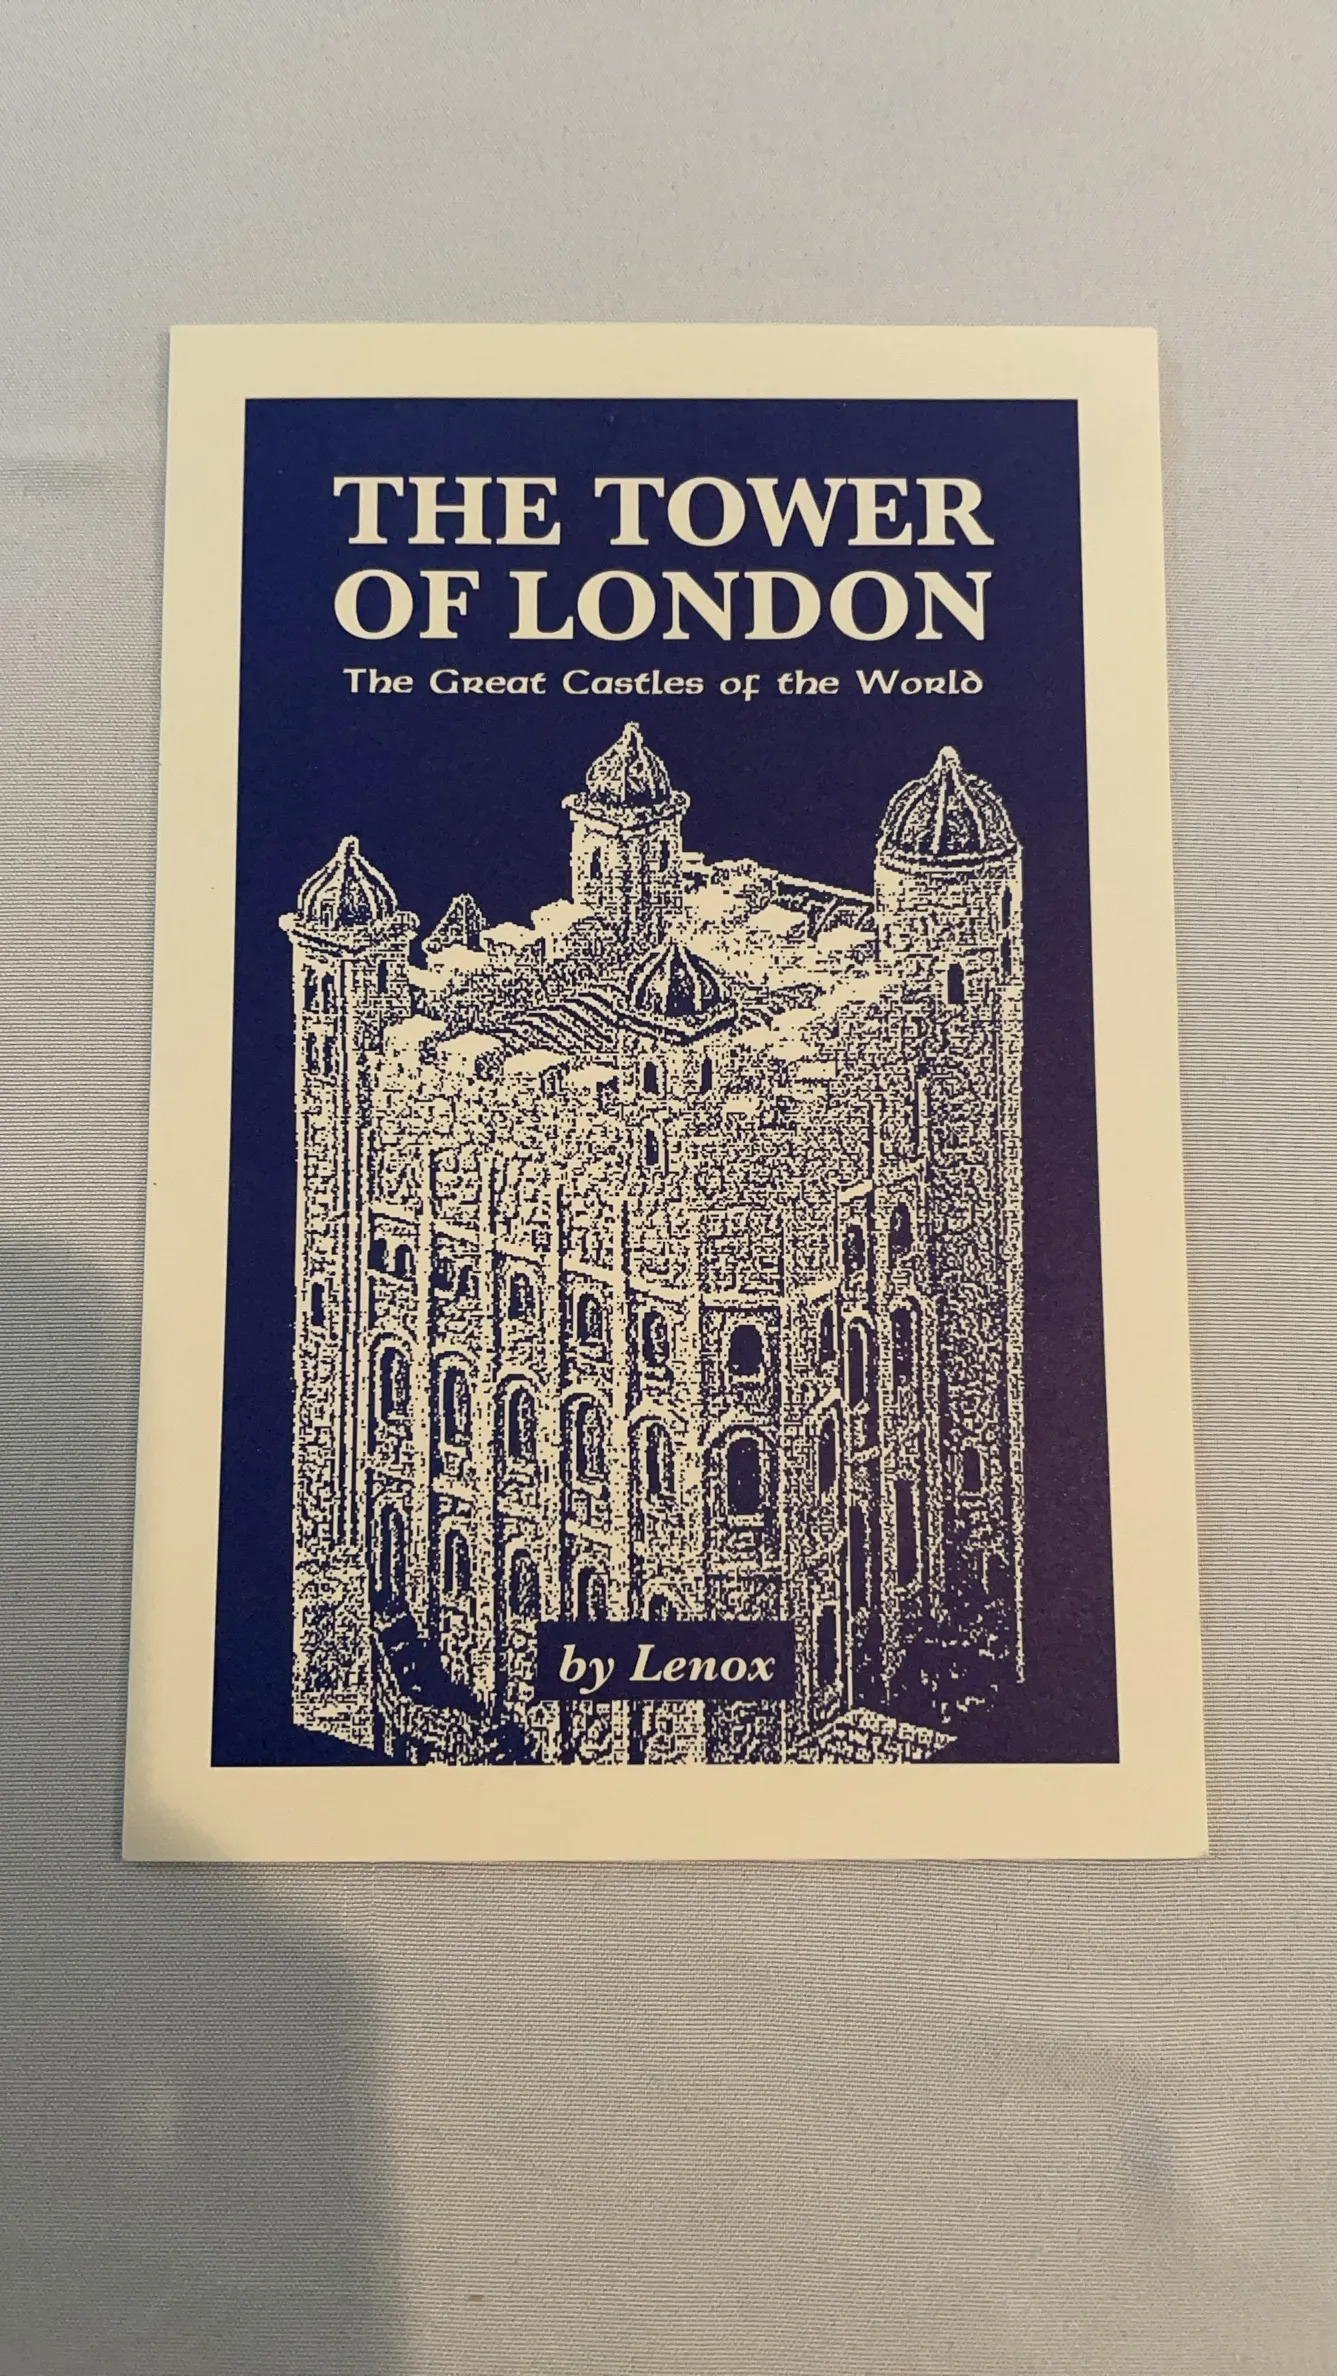 THE TOWER
OF LONDON
The Great Castles of the World
by Lenox